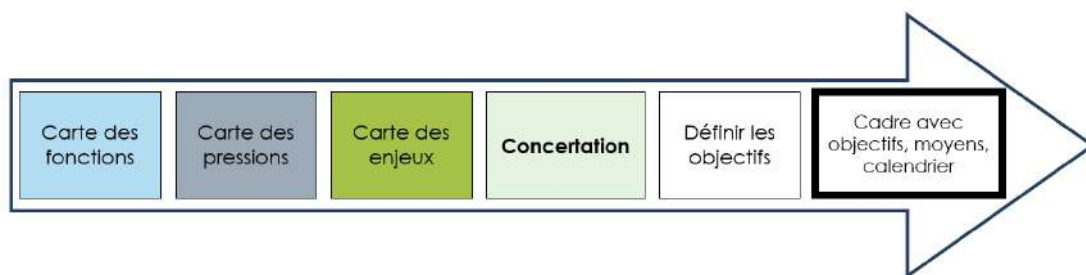 Carte des
fonctions
Carte des
pressions
Carte des
enjeux
Concertation
Définir les
objectifs
Cadre avec
objectifs, moyens,
calendrier